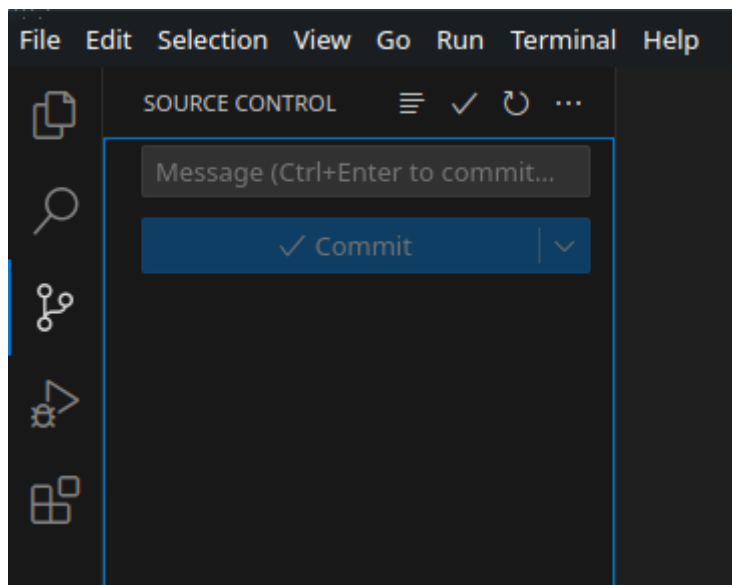 File Edit Selection View Go Run Terminal Help
SOURCE CONTROL
Message (Ctrl+Enter to commit...
Commit